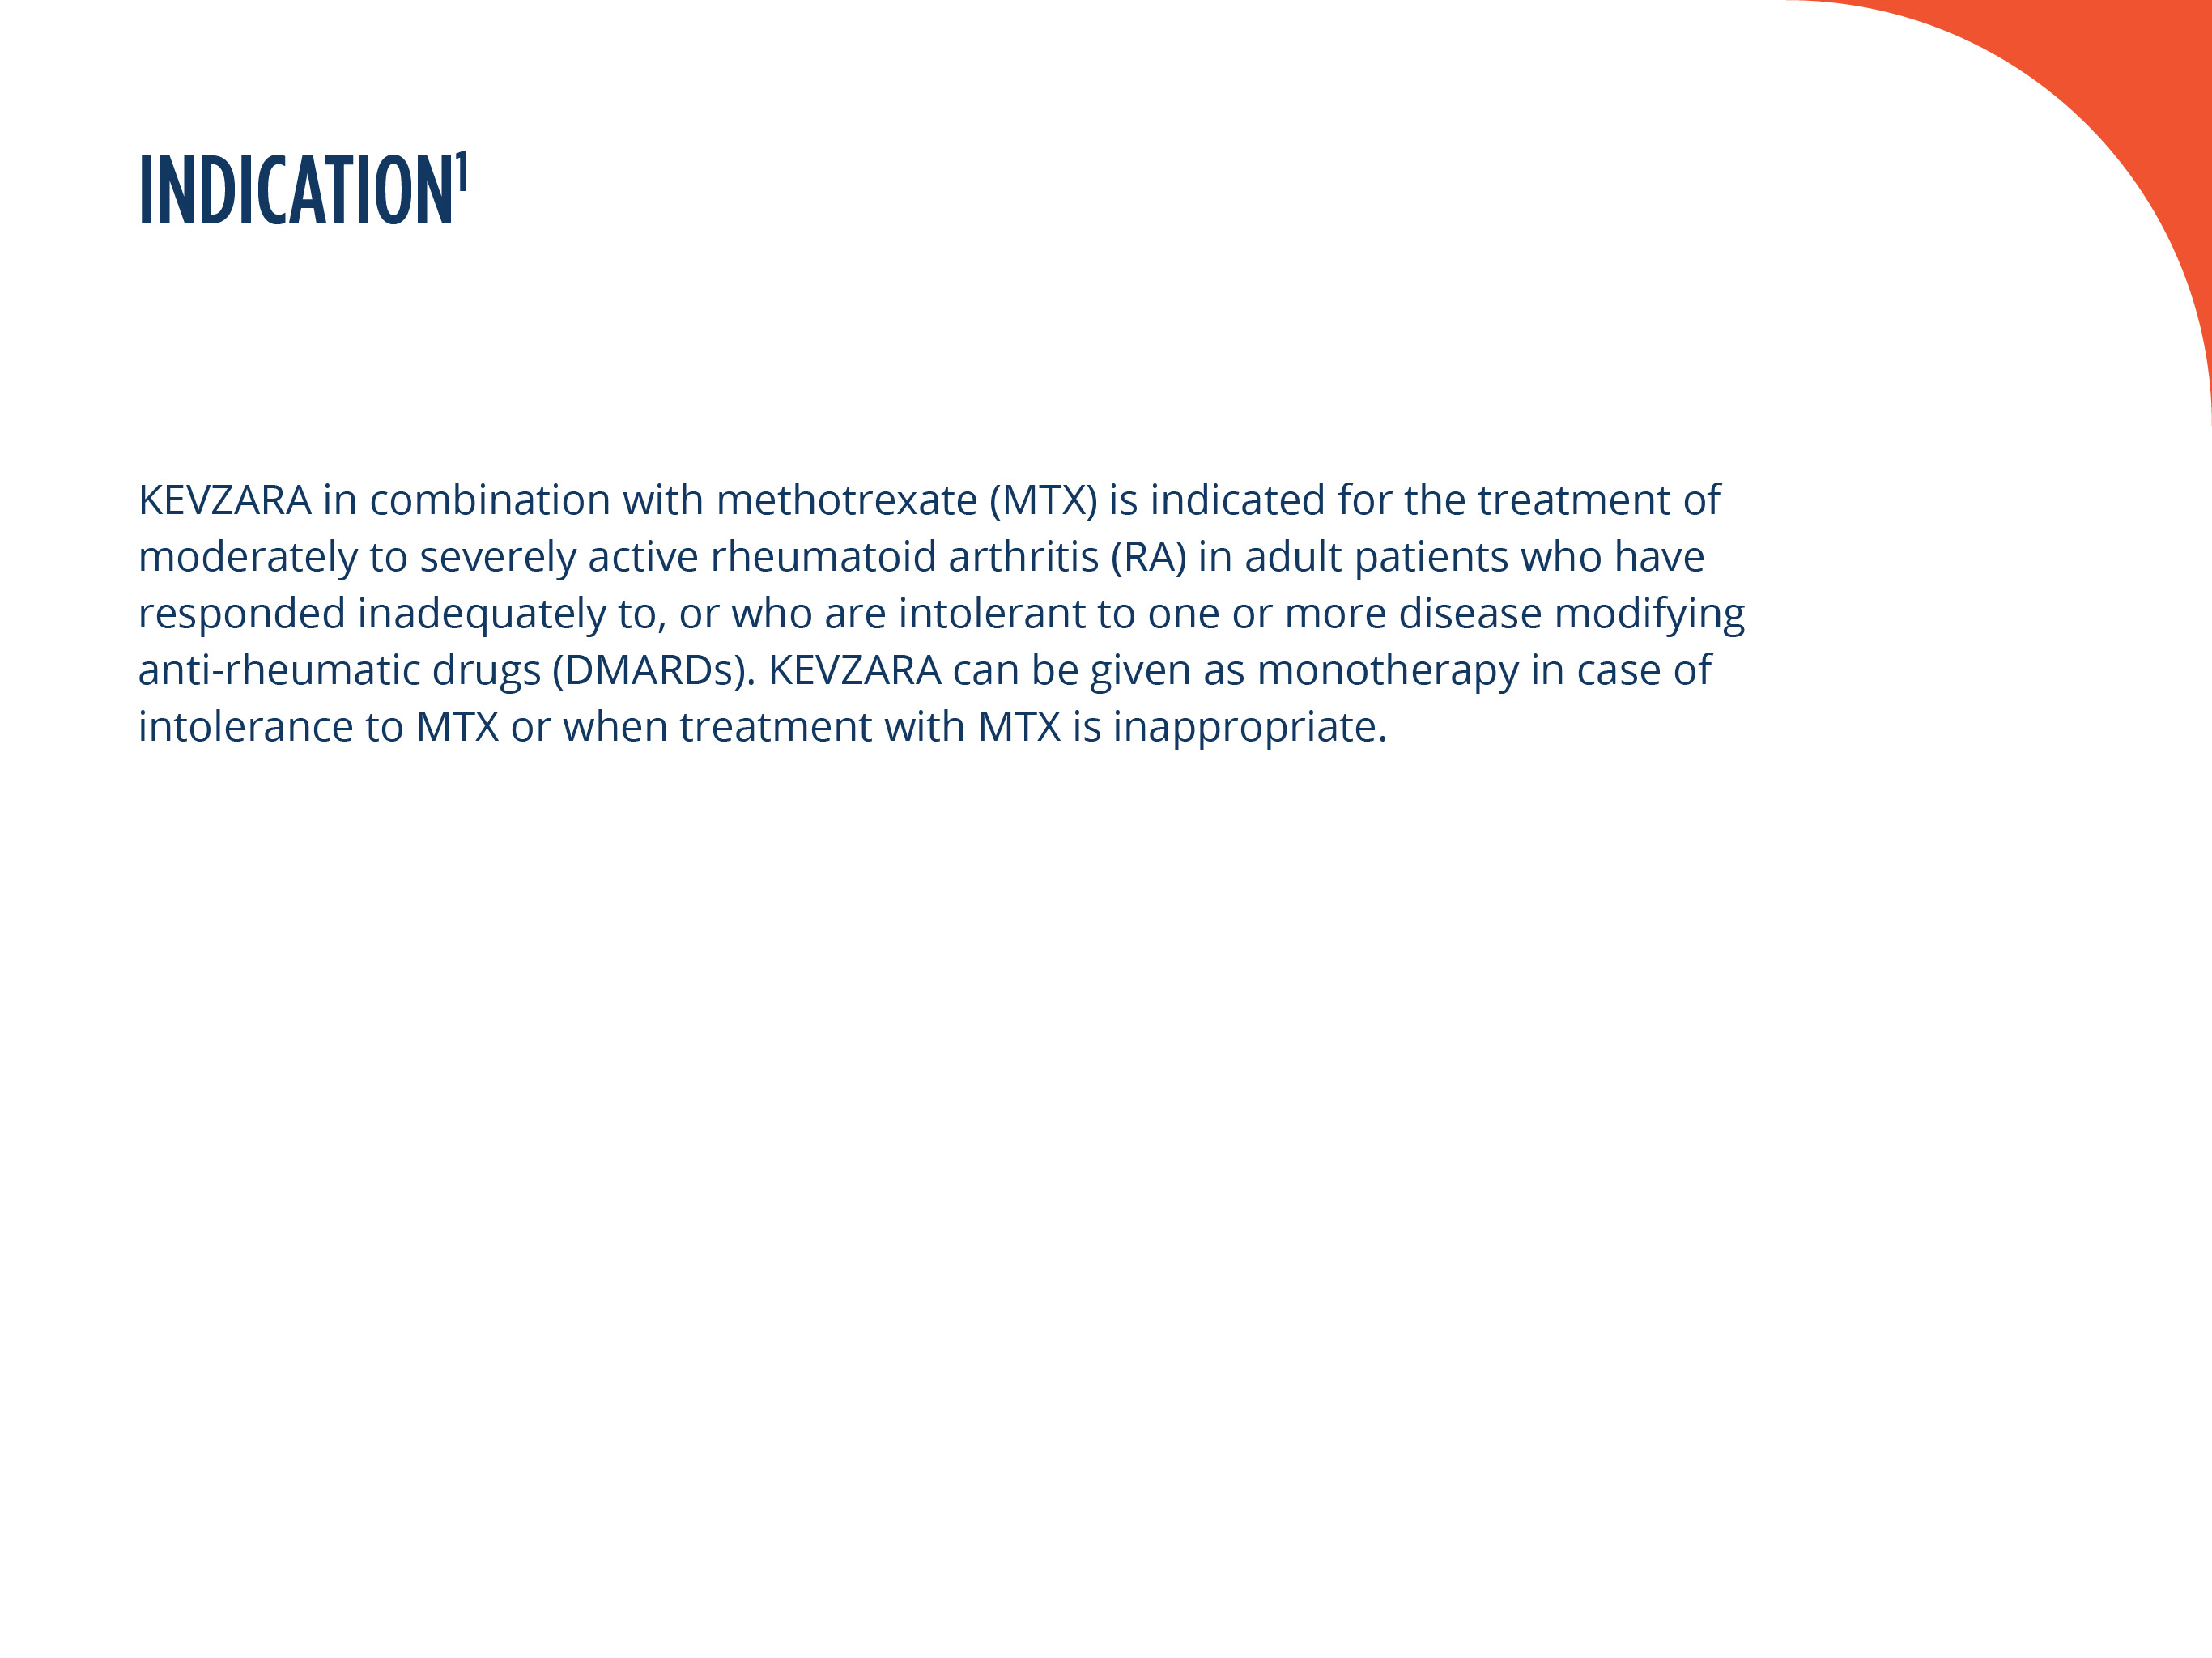 INDICATION¹
KEVZARA in combination with methotrexate (MTX) is indicated for the treatment of
moderately to severely active rheumatoid arthritis (RA) in adult patients who have
responded inadequately to, or who are intolerant to one or more disease modifying
anti-rheumatic drugs (DMARDs). KEVZARA can be given as monotherapy in case of
intolerance to MTX or when treatment with MTX is inappropriate.